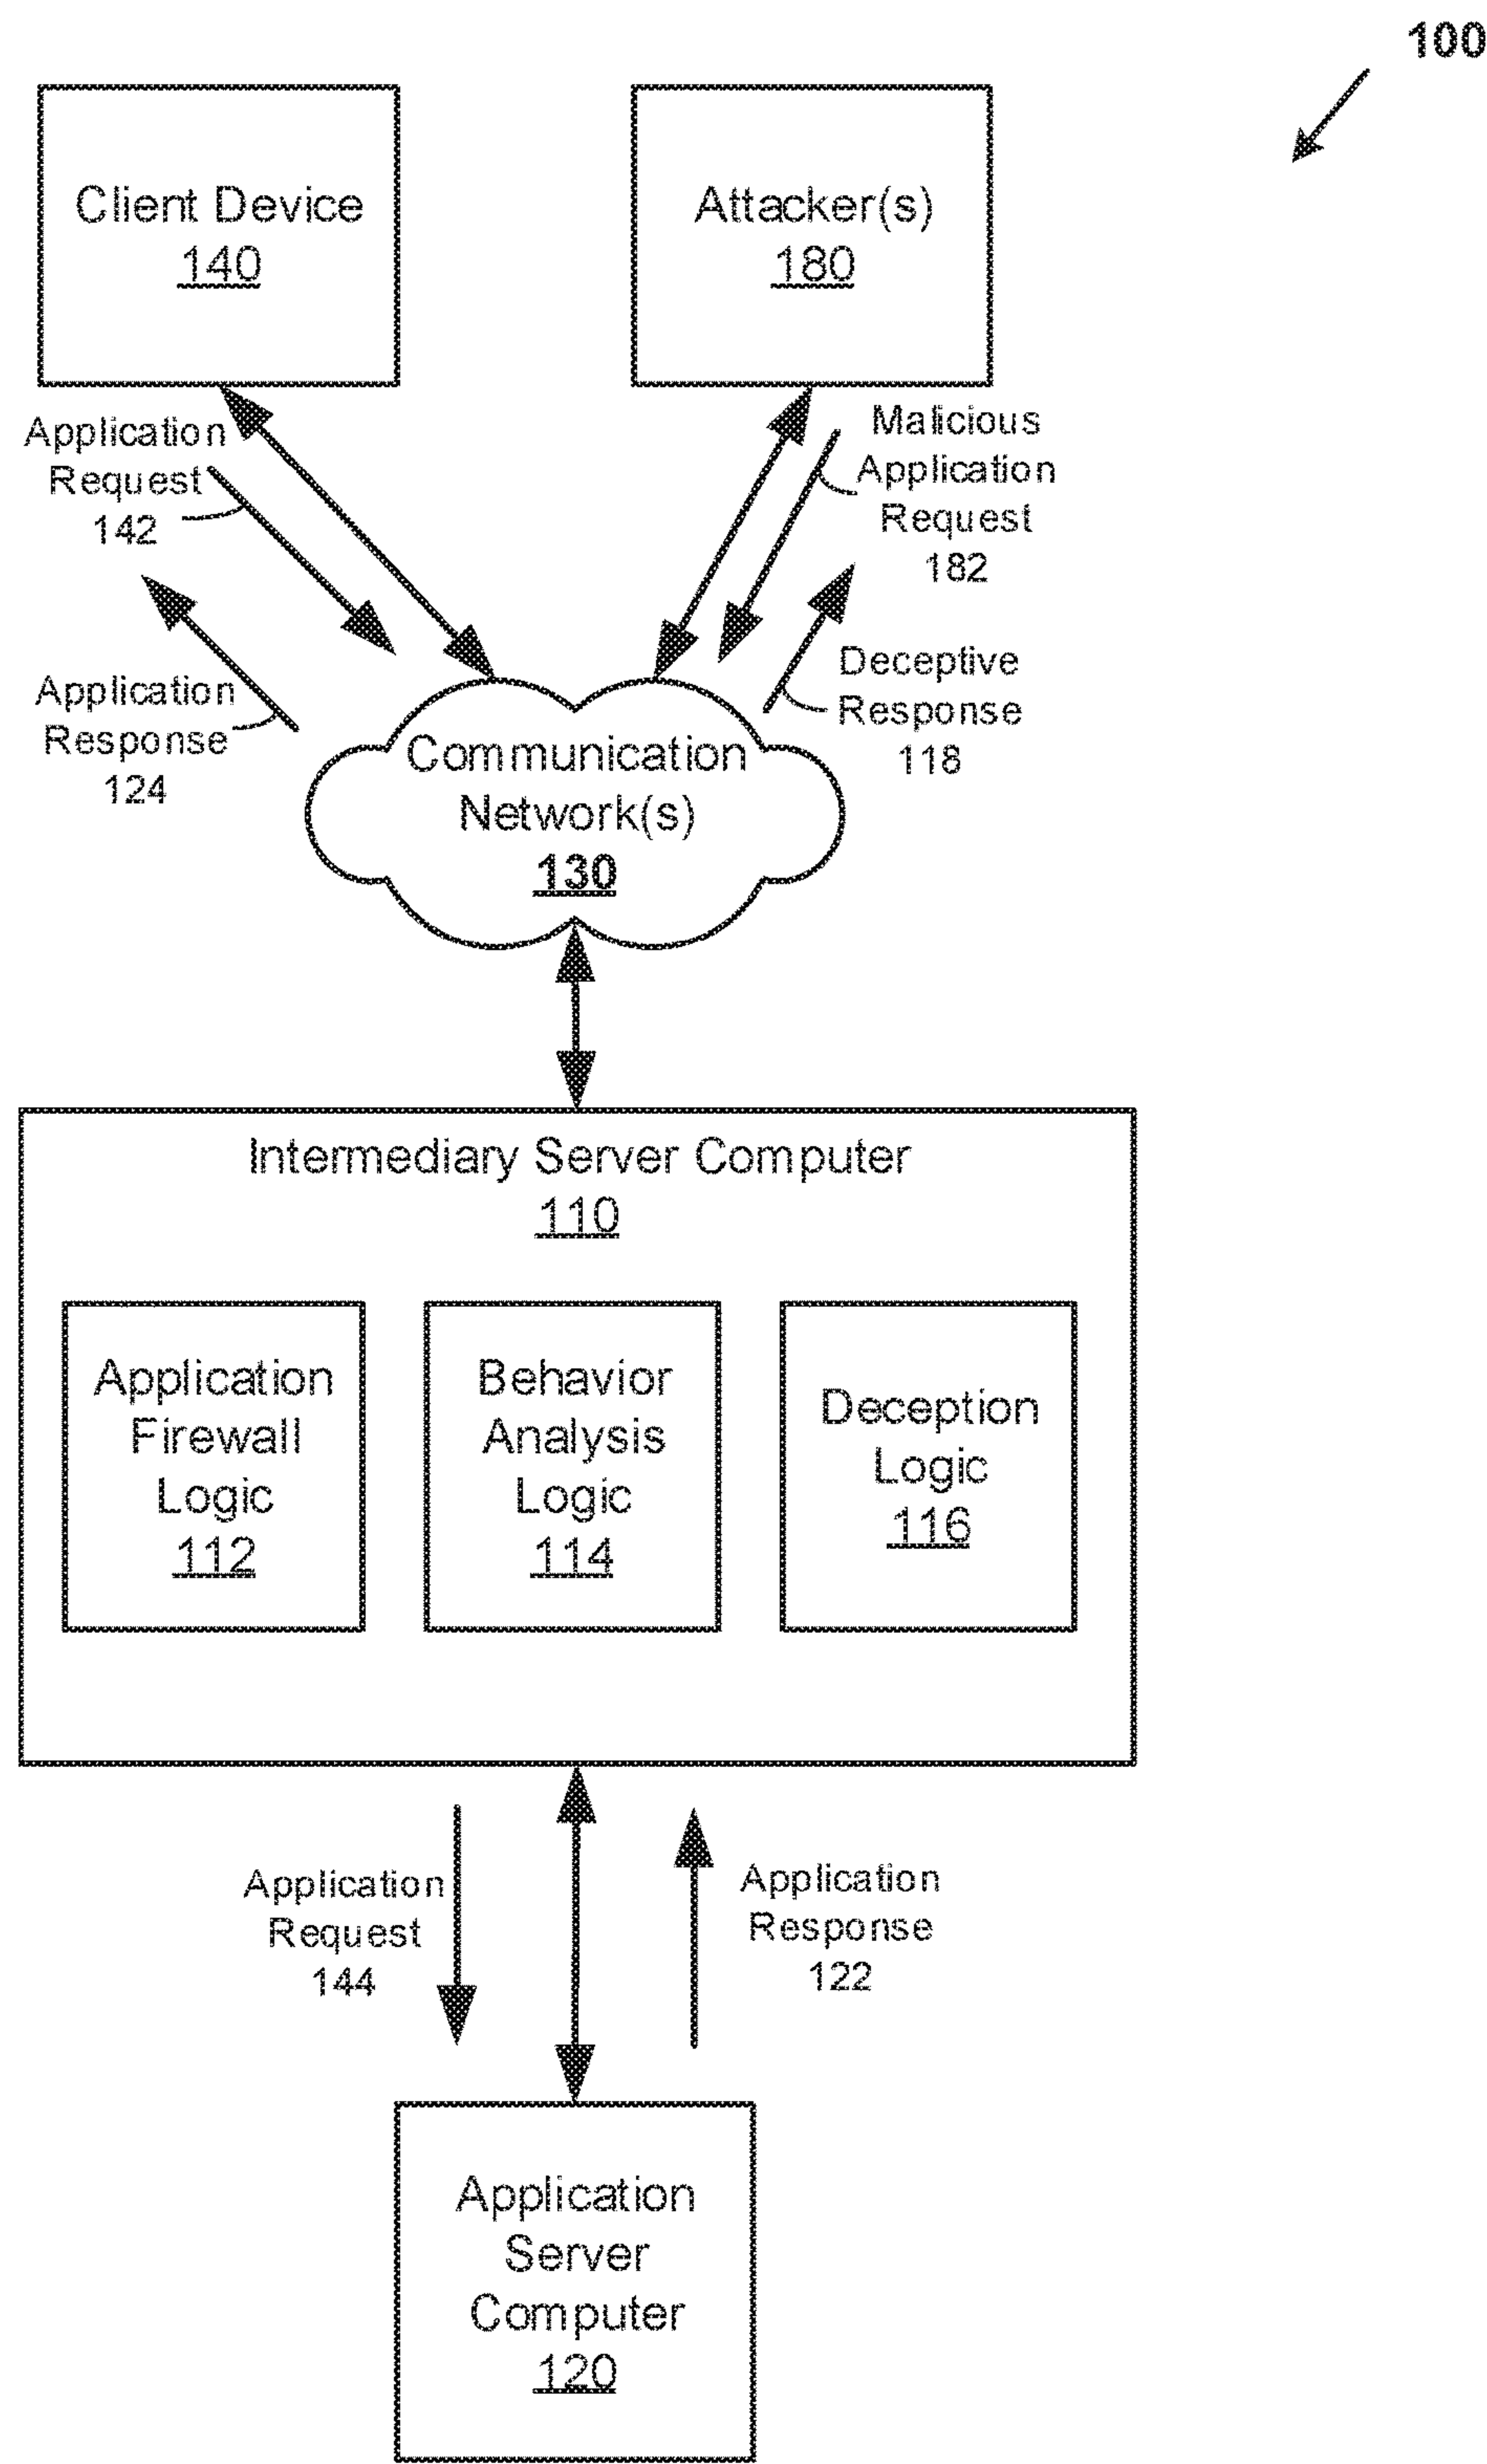 100
Client Device
140
Attacker(s)
180
Application
Request
142
Malicious
Application
Request
182
Application
Response
124
Deceptive
Response
118
Communication
Network(s)
130
Intermediary Server Computer
110
Application
Firewall
Logic
112
Behavior
Analysis
Logic
114
Deception
Logic
116
Application
Request
144
Application
Response
122
Application
Server
Computer
120